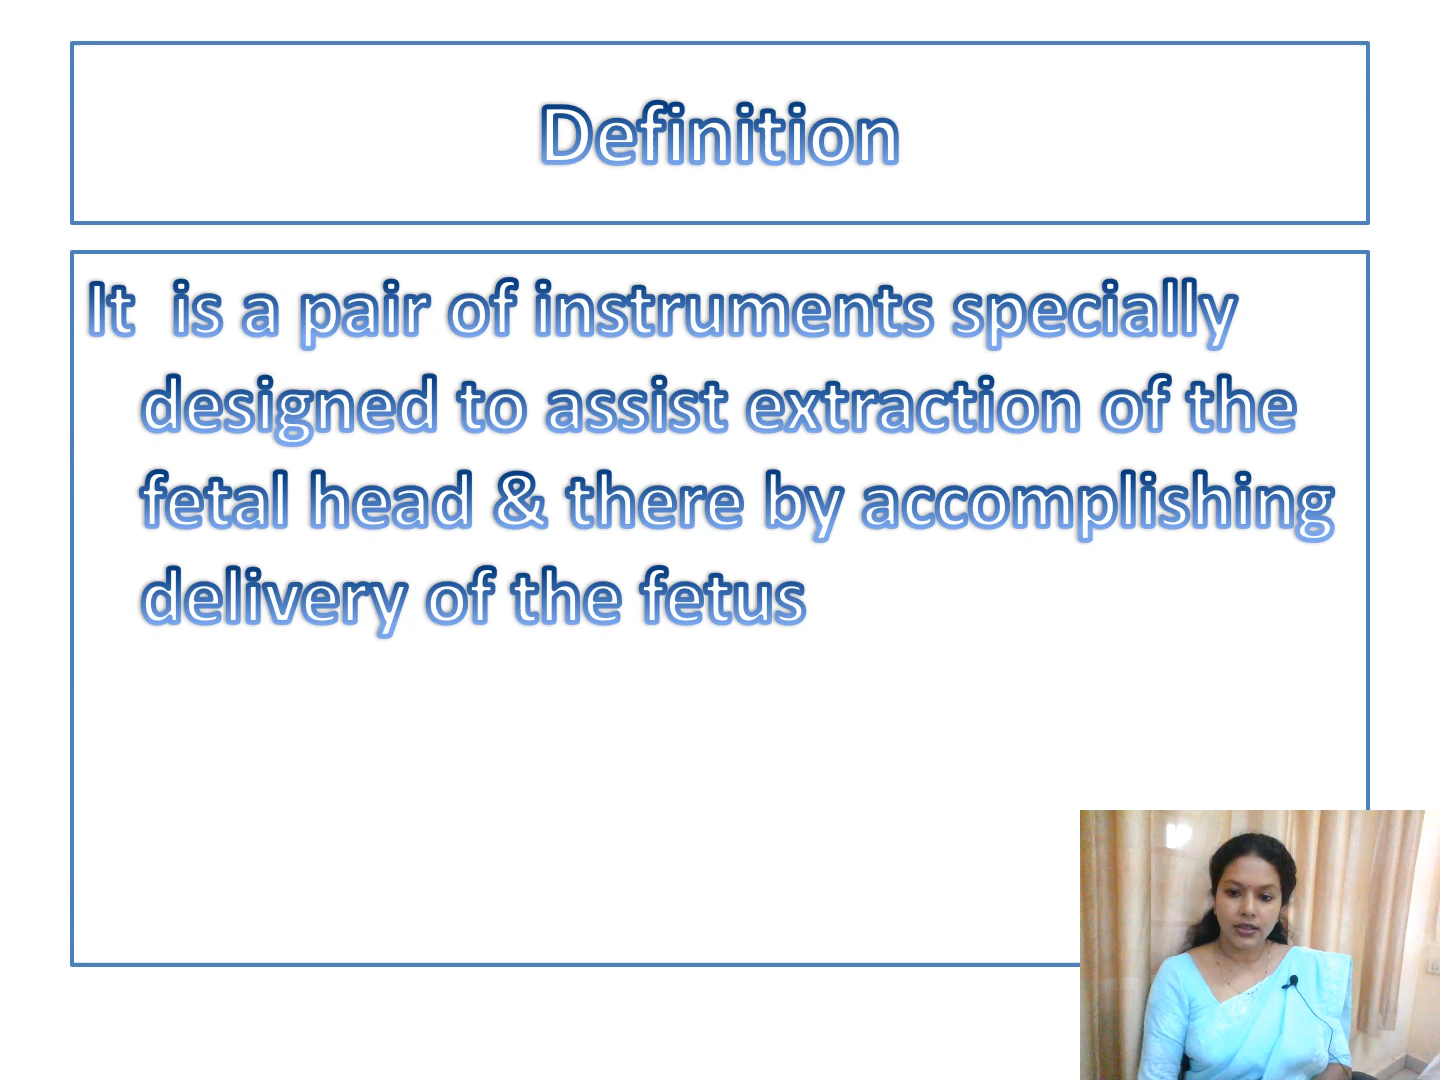 Definition
It  is a pair of instruments specially
designed to assist extraction of the
fetal head & there by accomplishing
delivery of the fetus